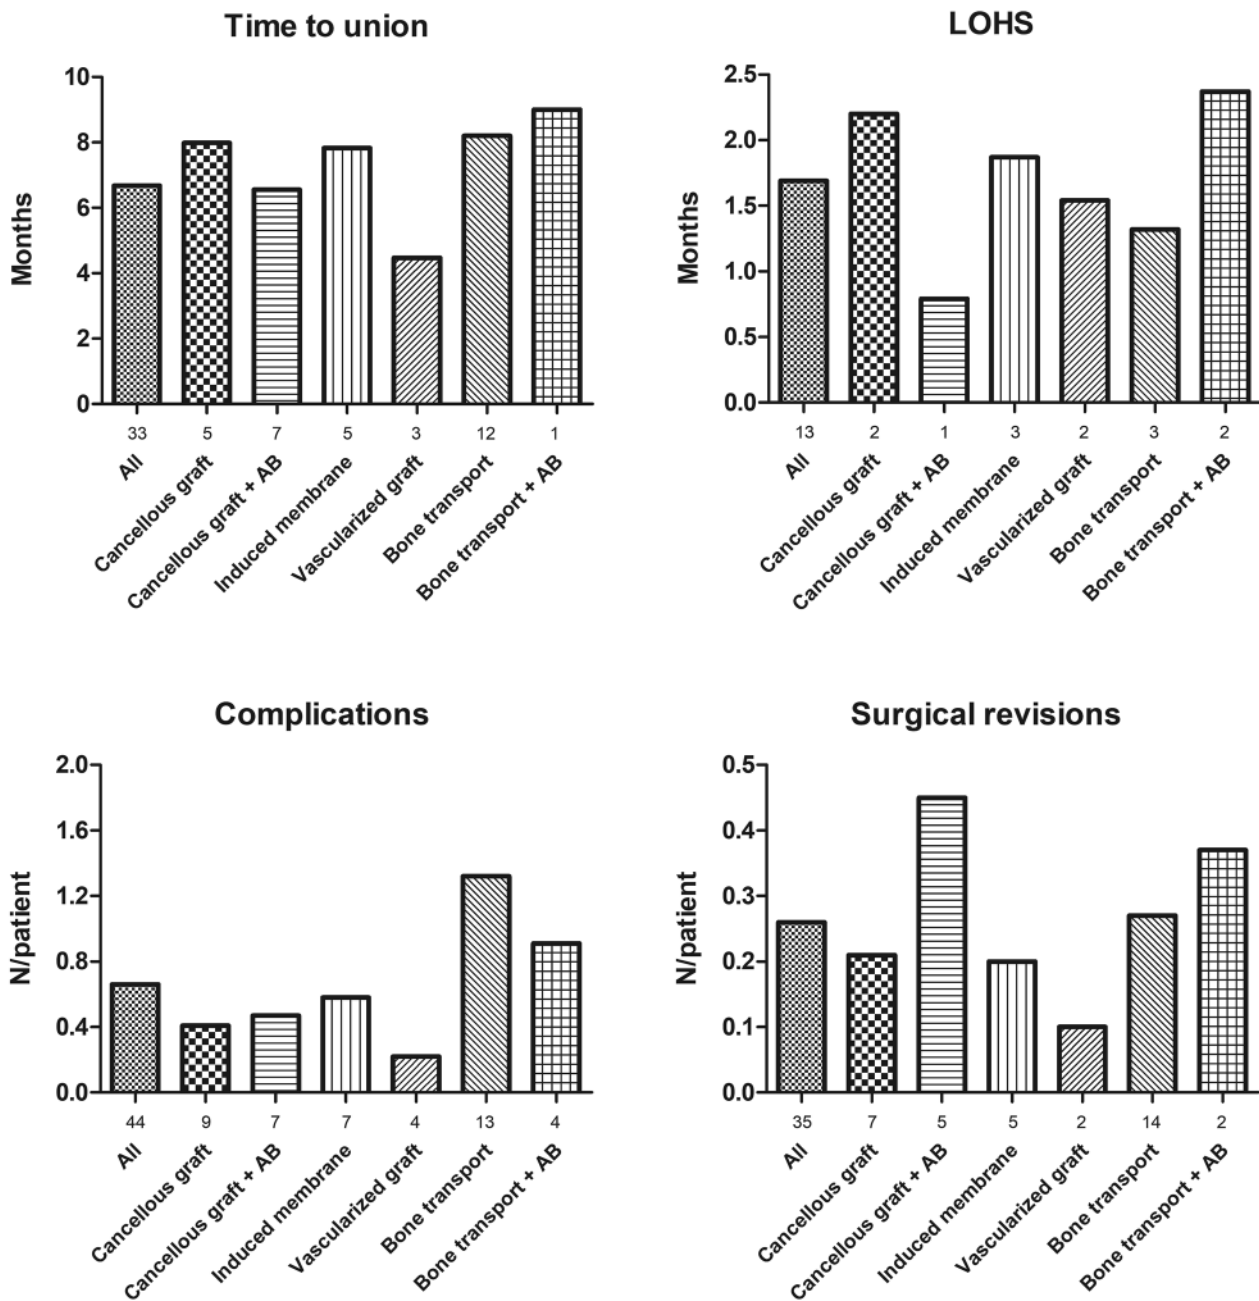 Time to union
Months
10
8
6
4
2
0
33 5 7 5 3 12 1
All
Cancellous graft
Cancellous graft + AB
Induced membrane
Vascularized graft
Bone transport
Bone transport + AB
LOHS
Months
2.5
2.0
1.5
1.0
0.5
0.0
13 2 1 3 2 3 2
All
Cancellous graft
Cancellous graft + AB
Induced membrane
Vascularized graft
Bone transport
Bone transport + AB
Complications
N/patient
2.0
1.6
1.2
0.8
0.4
0.0
44 9 7 7 4 13 4
All
Cancellous graft
Cancellous graft + AB
Induced membrane
Vascularized graft
Bone transport
Bone transport + AB
Surgical revisions
N/patient
0.5
0.4
0.3
0.2
0.1
0.0
35 7 5 5 2 14 2
All
Cancellous graft
Cancellous graft + AB
Induced membrane
Vascularized graft
Bone transport
Bone transport + AB